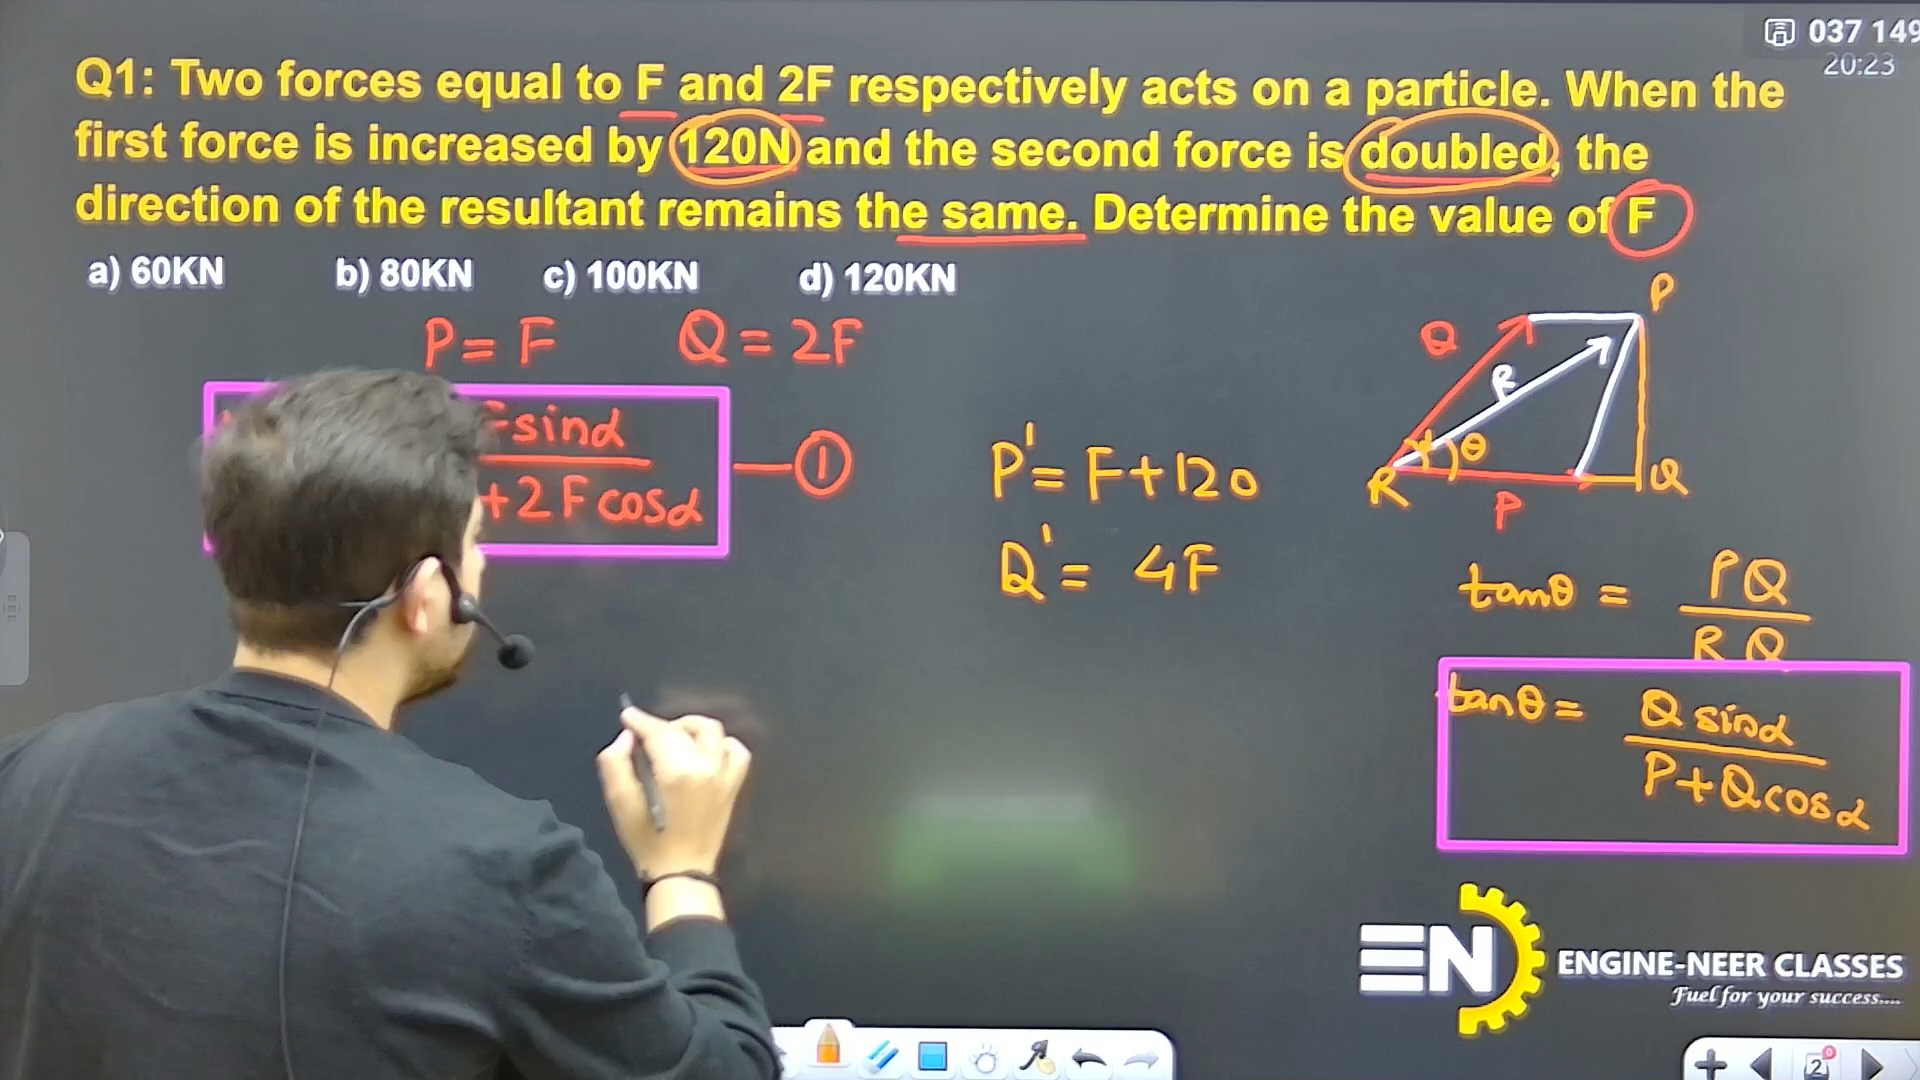 037 149
20:23
Q1: Two forces equal to F and 2F respectively acts on a particle. When the
first force is increased by 120N and the second force is doubled, the
direction of the resultant remains the same. Determine the value of F
a) 60KN b) 80KN c) 100KN d) 120KN
P = F Q = 2F
sinα
+2Fcosα
1
P' = F+120
Q' = 4F
P
Q
R
θ
R
P
Q
tanθ = PQ
RQ
tanθ = Q sinα
P+Qcosα
EN
ENGINE-NEER CLASSES
Fuel for your success....
2